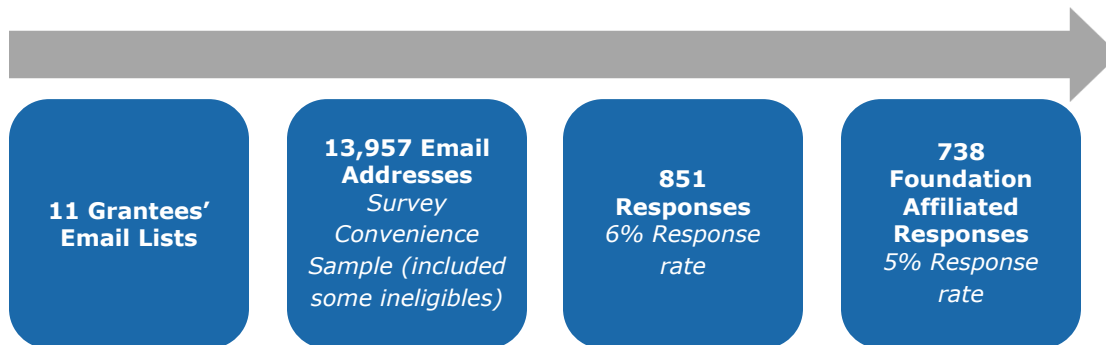 11 Grantees’
Email Lists
13,957 Email
Addresses
Survey
Convenience
Sample (included
some ineligibles)
851
Responses
6% Response
rate
738
Foundation
Affiliated
Responses
5% Response
rate